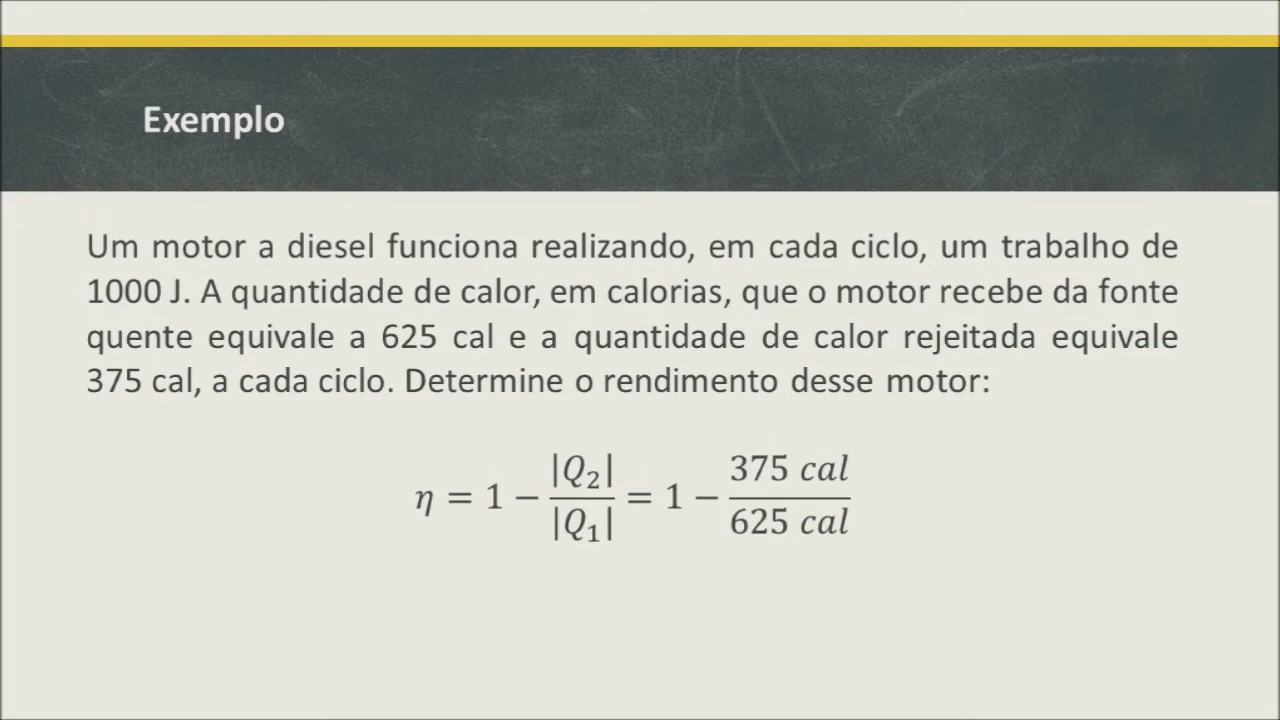 Exemplo
Um motor a diesel funciona realizando, em cada ciclo, um trabalho de
1000 J. A quantidade de calor, em calorias, que o motor recebe da fonte
quente equivale a 625 cal e a quantidade de calor rejeitada equivale
375 cal, a cada ciclo. Determine o rendimento desse motor:
η = 1 − |Q₂| / |Q₁| = 1 − 375 cal / 625 cal